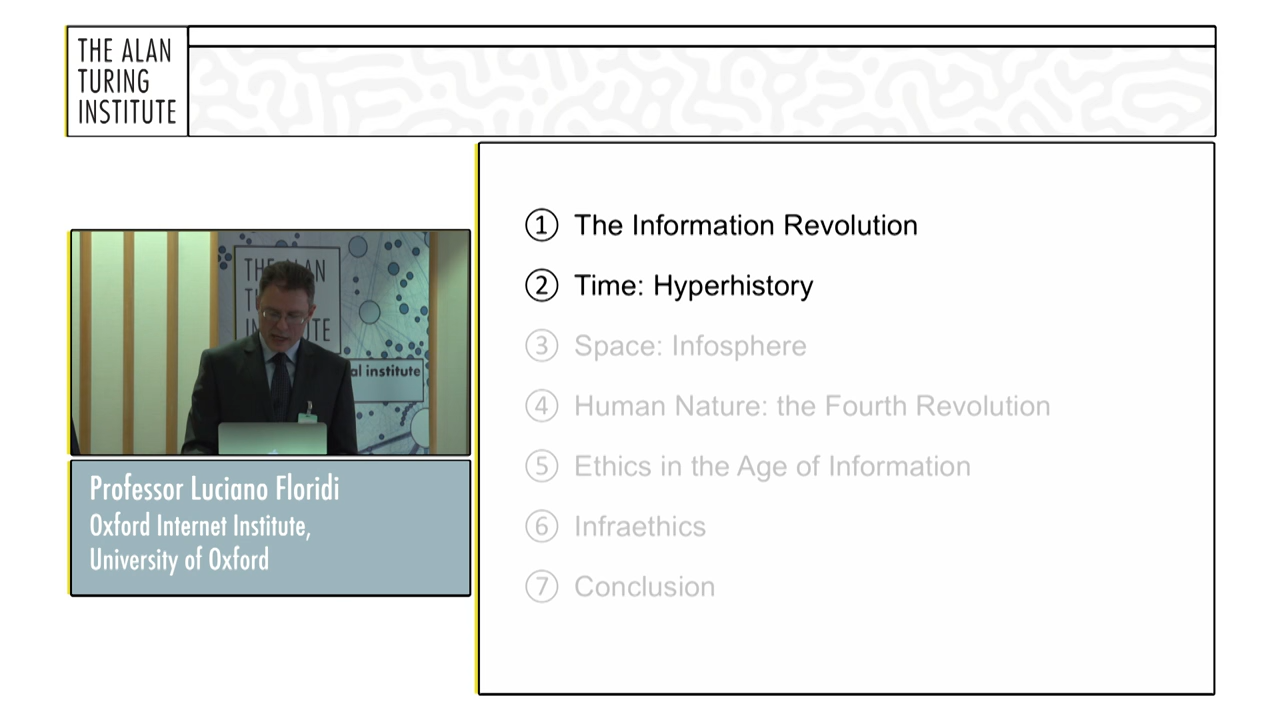 THE ALAN
TURING
INSTITUTE
① The Information Revolution
② Time: Hyperhistory
③ Space: Infosphere
④ Human Nature: the Fourth Revolution
⑤ Ethics in the Age of Information
⑥ Infraethics
⑦ Conclusion
al institute
Professor Luciano Floridi
Oxford Internet Institute,
University of Oxford